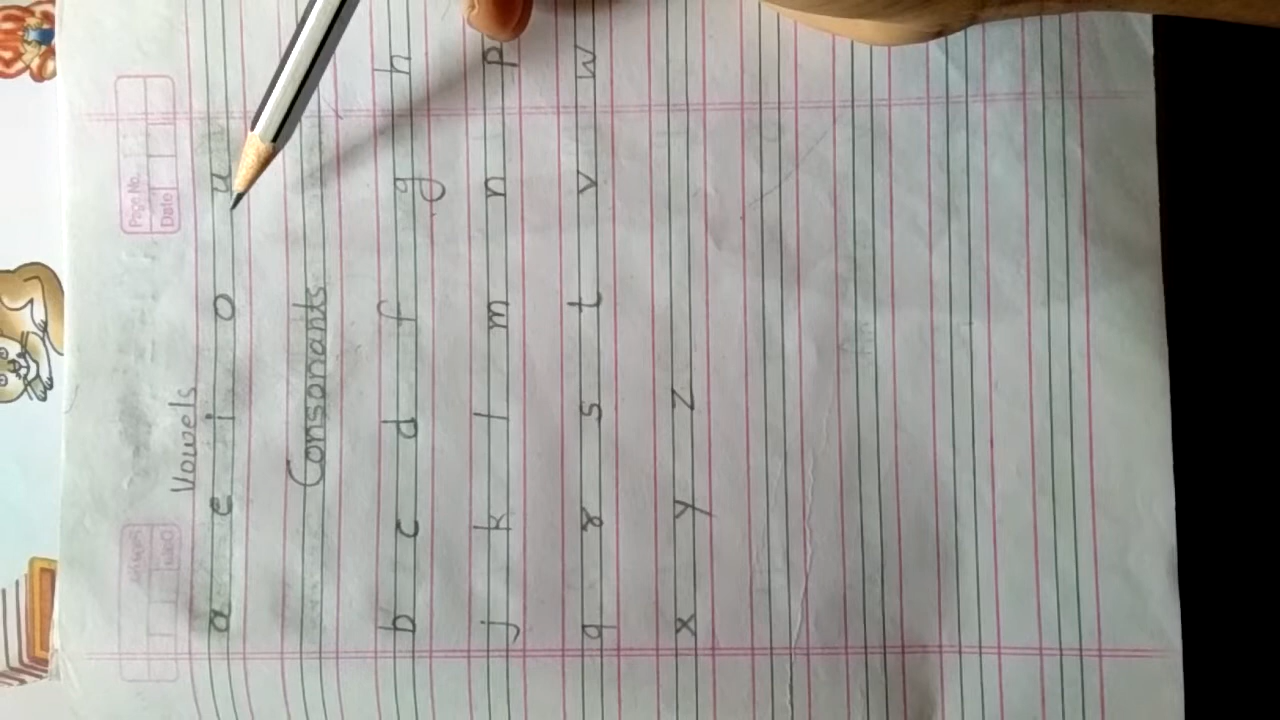 Page No.
Date
Vowels
a e i o u
Consonants
b c d f g h
j k l m n p
q r s t v w
x y z